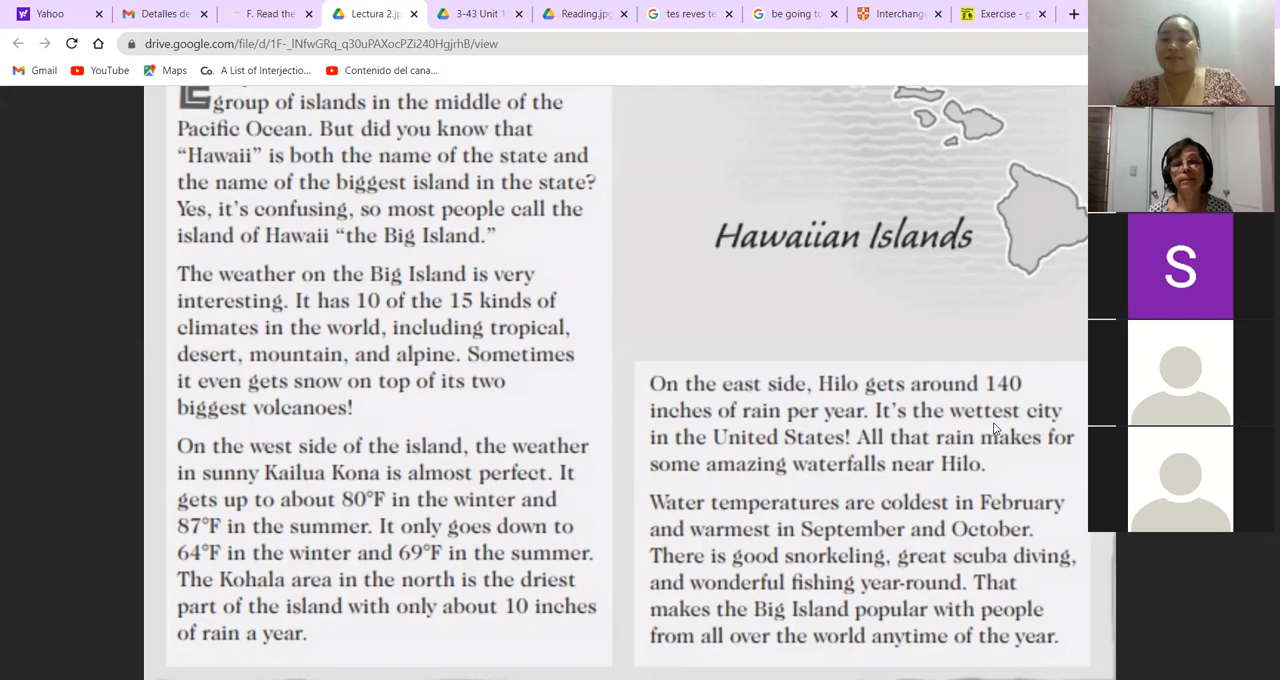 Yahoo
Detalles de
F. Read the
Lectura 2.jp
3-43 Unit 1
Reading.jpg
tes reves te
be going to
Interchang
Exercise - g
drive.google.com/file/d/1F-_lNfwGRq_q30uPAXocPZi240HgjrhB/view
Gmail
YouTube
Maps
Co. A List of Interjectio...
Contenido del cana...
group of islands in the middle of the
Pacific Ocean. But did you know that
“Hawaii” is both the name of the state and
the name of the biggest island in the state?
Yes, it’s confusing, so most people call the
island of Hawaii “the Big Island.”
The weather on the Big Island is very
interesting. It has 10 of the 15 kinds of
climates in the world, including tropical,
desert, mountain, and alpine. Sometimes
it even gets snow on top of its two
biggest volcanoes!
On the west side of the island, the weather
in sunny Kailua Kona is almost perfect. It
gets up to about 80°F in the winter and
87°F in the summer. It only goes down to
64°F in the winter and 69°F in the summer.
The Kohala area in the north is the driest
part of the island with only about 10 inches
of rain a year.
Hawaiian Islands
On the east side, Hilo gets around 140
inches of rain per year. It’s the wettest city
in the United States! All that rain makes for
some amazing waterfalls near Hilo.
Water temperatures are coldest in February
and warmest in September and October.
There is good snorkeling, great scuba diving,
and wonderful fishing year-round. That
makes the Big Island popular with people
from all over the world anytime of the year.
S